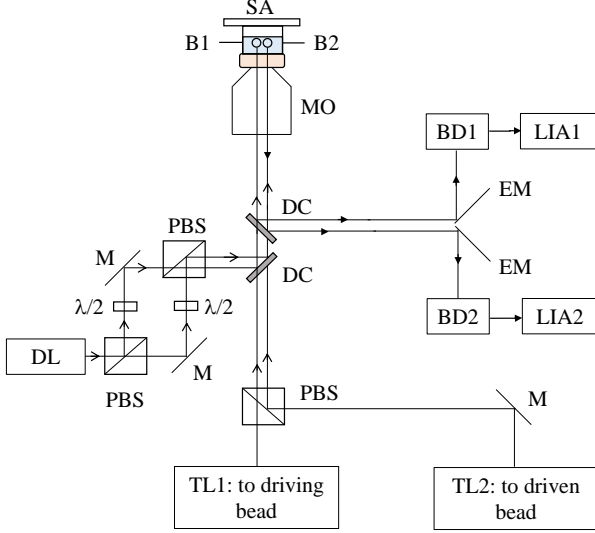 SA
B1
B2
MO
BD1
LIA1
EM
DC
PBS
M
DC
EM
λ/2
λ/2
BD2
LIA2
DL
M
PBS
PBS
M
TL1: to driving
bead
TL2: to driven
bead